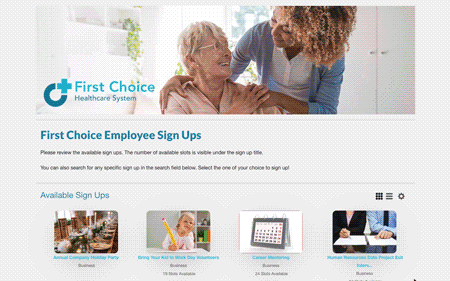 First Choice
Healthcare System
First Choice Employee Sign Ups
Please review the available sign ups. The number of available slots is visible under the sign up title.
You can also search for any specific sign up in the search field below. Select the one of your choice to sign up!
Available Sign Ups
Annual Company Holiday Party
Business
Bring Your Kid to Work Day Volunteers
Business
19 Slots Available
Career Mentoring
Business
24 Slots Available
Human Resources Data Project Exit
Business